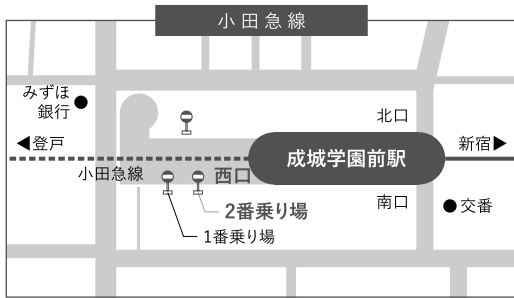 小田急線
みずほ
銀行
北口
◀登戸
成城学園前駅
新宿▶
小田急線
西口
南口
交番
2番乗り場
1番乗り場